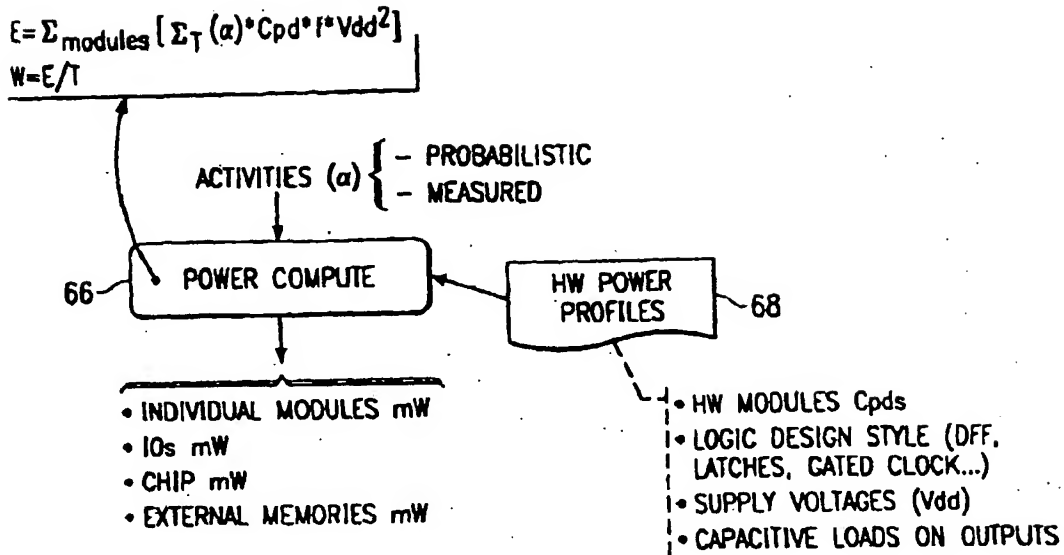 E=Σmodules[ΣT(α)*Cpd*f*Vdd²]
W=E/T
ACTIVITIES (α)
- PROBABILISTIC
- MEASURED
66
POWER COMPUTE
HW POWER
PROFILES
68
• INDIVIDUAL MODULES mW
• IOs mW
• CHIP mW
• EXTERNAL MEMORIES mW
• HW MODULES Cpds
• LOGIC DESIGN STYLE (DFF,
LATCHES, GATED CLOCK...)
• SUPPLY VOLTAGES (Vdd)
• CAPACITIVE LOADS ON OUTPUTS